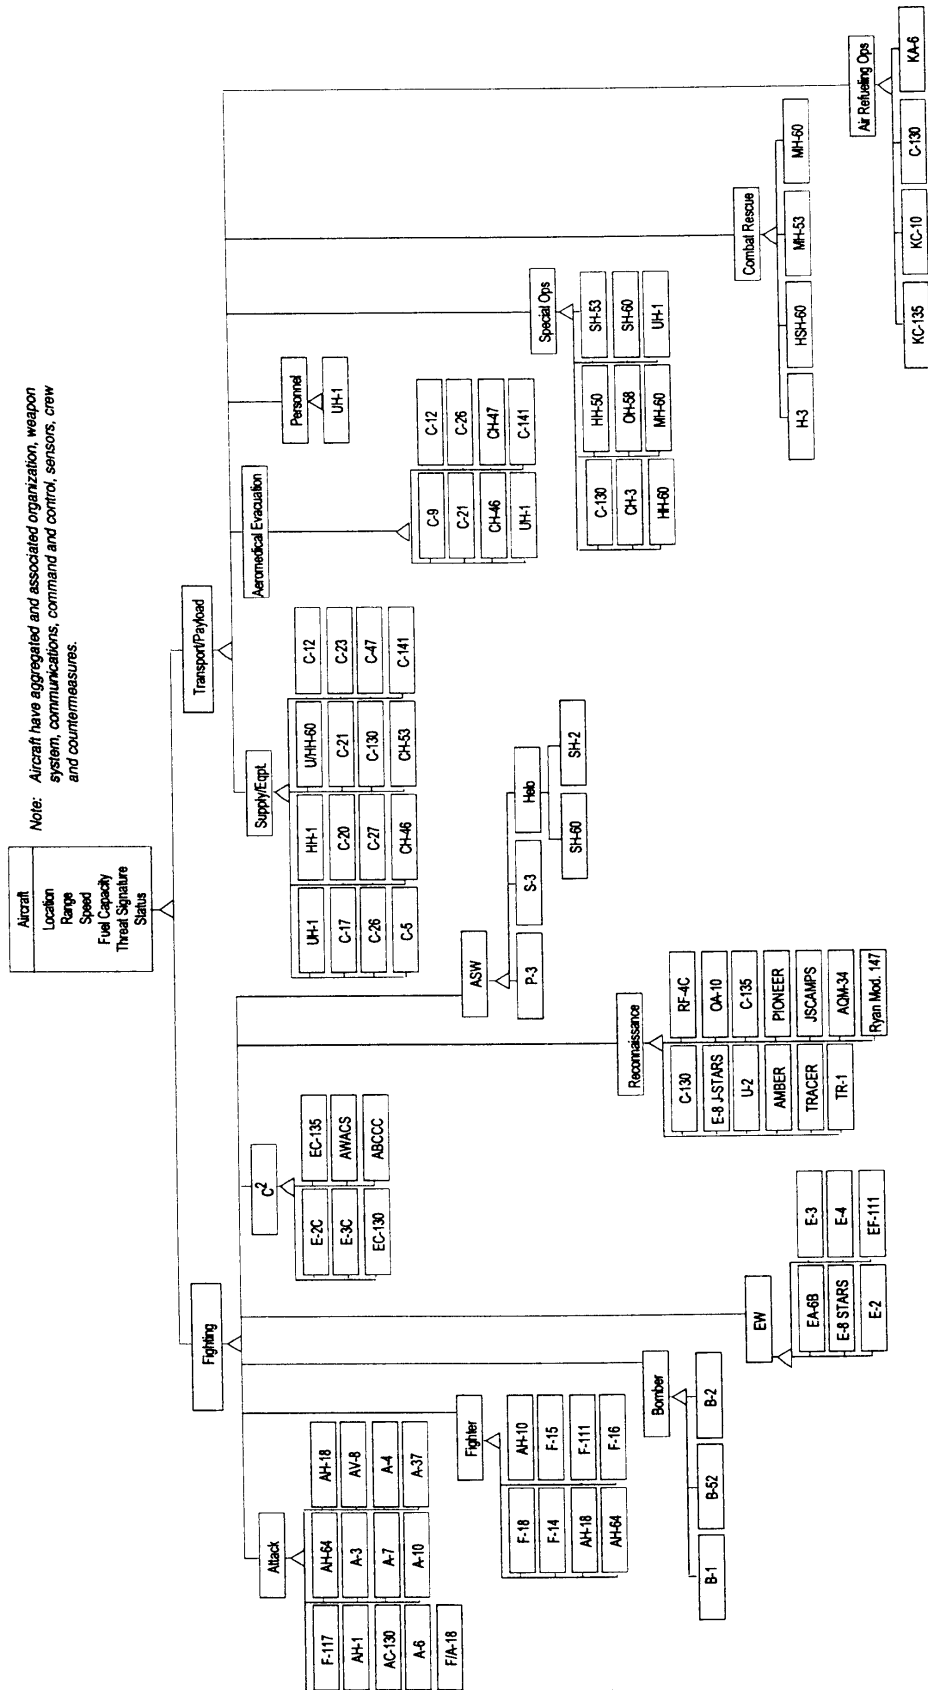 Aircraft
Location
Range
Speed
Fuel Capacity
Threat Signature
Status
Note: Aircraft have aggregated and associated organization, weapon
system, communications, command and control, sensors, crew
and countermeasures.
Fighting
Transport/Payload
Attack
F-117
AH-64
AH-18
AH-1
A-3
AV-8
AC-130
A-7
A-4
A-6
A-10
A-37
F/A-18
Fighter
F-18
AH-10
F-14
F-15
AH-18
F-111
AH-64
F-16
Bomber
B-1
B-52
B-2
EW
EA-6B
E-3
E-8 STARS
E-4
E-2
EF-111
C2
E-2C
EC-135
E-3C
AWACS
EC-130
ABCCC
Reconnaissance
C-130
RF-4C
E-8 J-STARS
OA-10
U-2
C-135
AMBER
PIONEER
TRACER
JSCAMPS
TR-1
AQM-34
Ryan Mod. 147
ASW
P-3
S-3
Helo
SH-60
SH-2
Supply/Eqpt.
UH-1
HH-1
U/HH-60
C-12
C-17
C-20
C-21
C-23
C-26
C-27
C-130
C-47
C-5
CH-46
CH-53
C-141
Aeromedical Evacuation
C-9
C-12
C-21
C-26
CH-46
CH-47
UH-1
C-141
Personnel
UH-1
Special Ops
C-130
HH-50
SH-53
CH-3
OH-58
SH-60
HH-60
MH-60
UH-1
Combat Rescue
H-3
HSH-60
MH-53
MH-60
Air Refueling Ops
KC-135
KC-10
C-130
KA-6